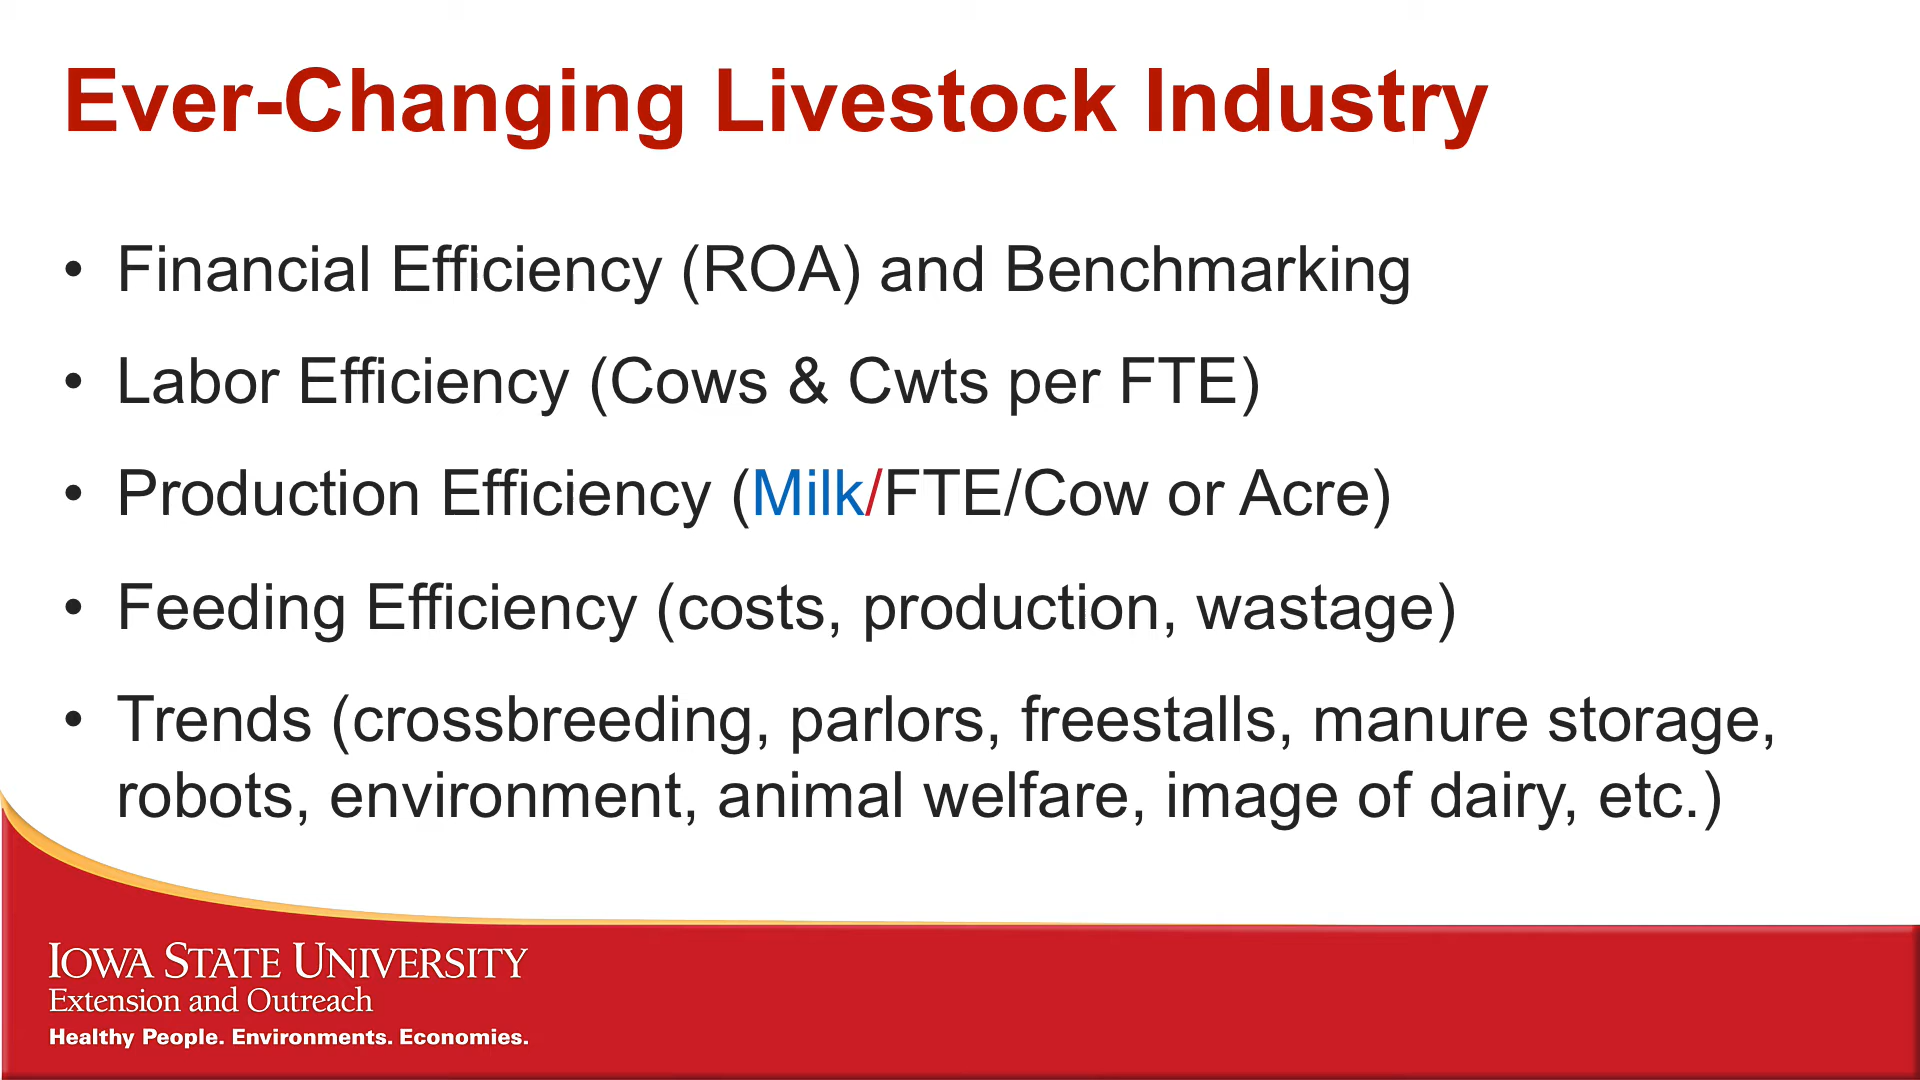 Ever-Changing Livestock Industry
• Financial Efficiency (ROA) and Benchmarking
• Labor Efficiency (Cows & Cwts per FTE)
• Production Efficiency (Milk/FTE/Cow or Acre)
• Feeding Efficiency (costs, production, wastage)
• Trends (crossbreeding, parlors, freestalls, manure storage,
robots, environment, animal welfare, image of dairy, etc.)
IOWA STATE UNIVERSITY
Extension and Outreach
Healthy People. Environments. Economies.